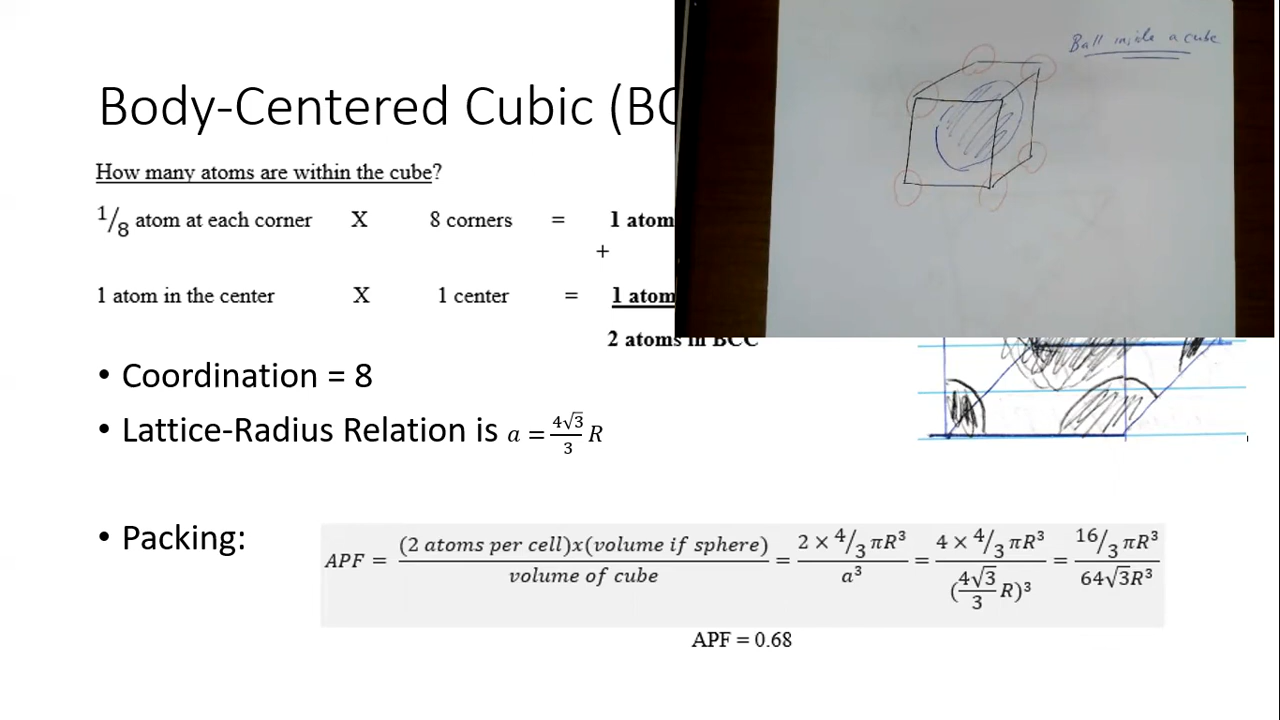 Body-Centered Cubic (BC
Ball inside a cube
How many atoms are within the cube?
1/8 atom at each corner X 8 corners = 1 atom
+
1 atom in the center X 1 center = 1 atom
2 atoms in BCC
• Coordination = 8
• Lattice-Radius Relation is a = 4√3/3 R
• Packing:
APF = (2 atoms per cell)x(volume if sphere)/volume of cube = 2 × 4/3 πR³/a³ = 4 × 4/3 πR³/(4√3/3 R)³ = 16/3 πR³/64√3R³
APF = 0.68